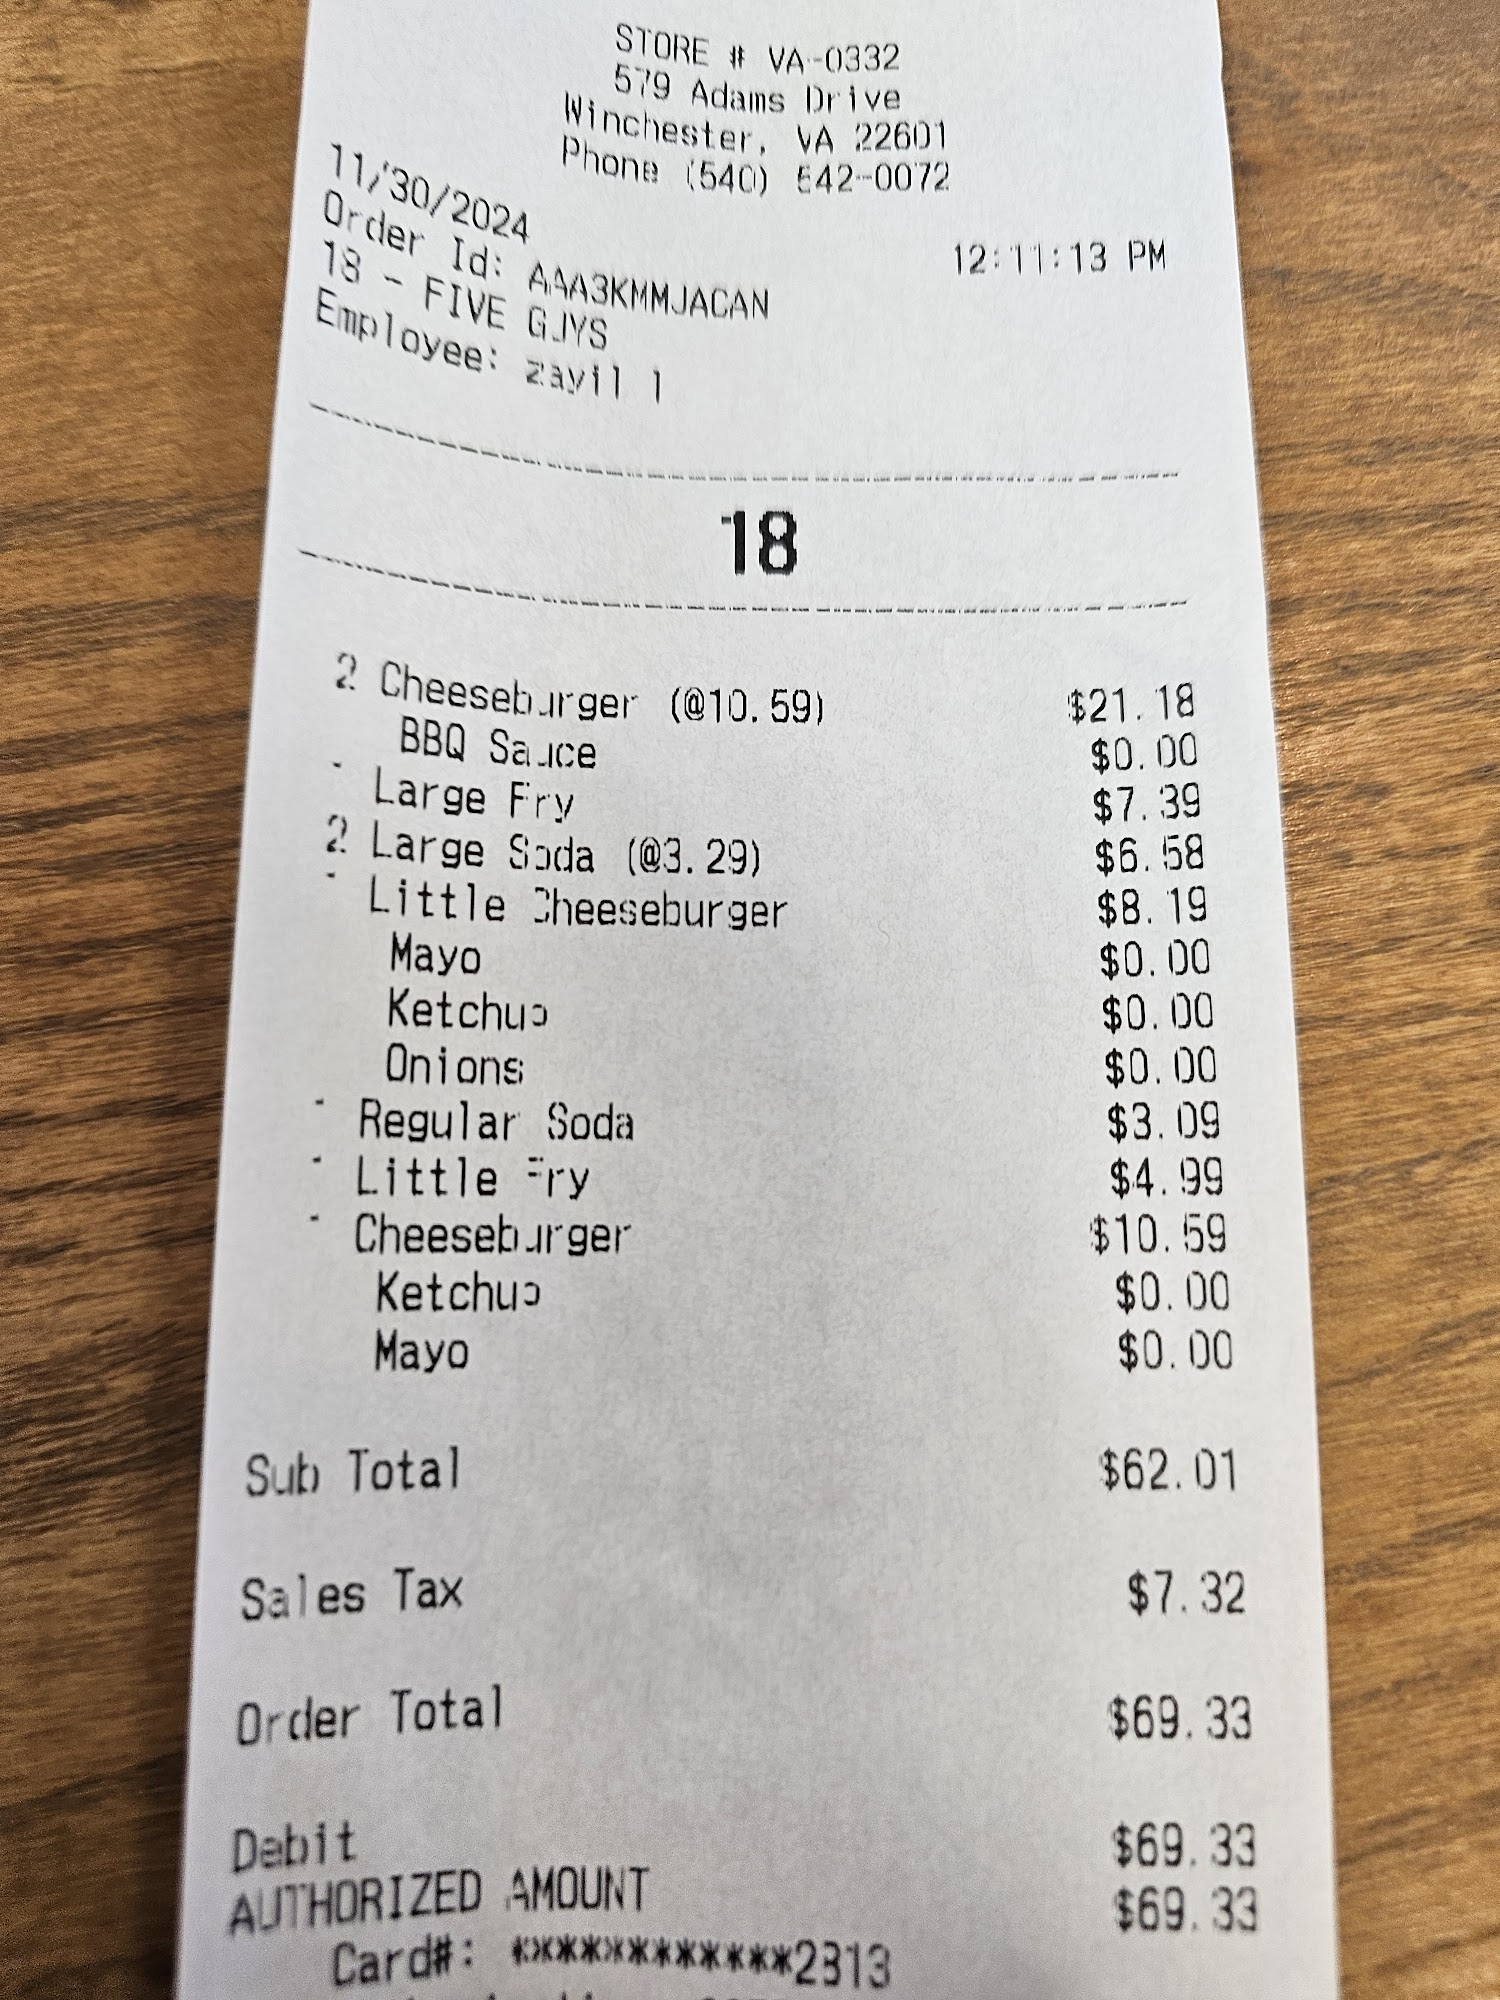 STORE # VA-0332
579 Adams Drive
Winchester, VA 22601
Phone (540) 542-0072
11/30/2024 12:11:13 PM
Order Id: AAA3KMMJACAN
18 - FIVE GUYS
Employee: zayil l
18
2 Cheeseburger (@10.59) $21.18
BBQ Sauce $0.00
- Large Fry $7.39
2 Large Soda (@3.29) $6.58
- Little Cheeseburger $8.19
Mayo $0.00
Ketchup $0.00
Onions $0.00
- Regular Soda $3.09
- Little Fry $4.99
- Cheeseburger $10.59
Ketchup $0.00
Mayo $0.00
Sub Total $62.01
Sales Tax $7.32
Order Total $69.33
Debit $69.33
AUTHORIZED AMOUNT $69.33
Card#: ************2313